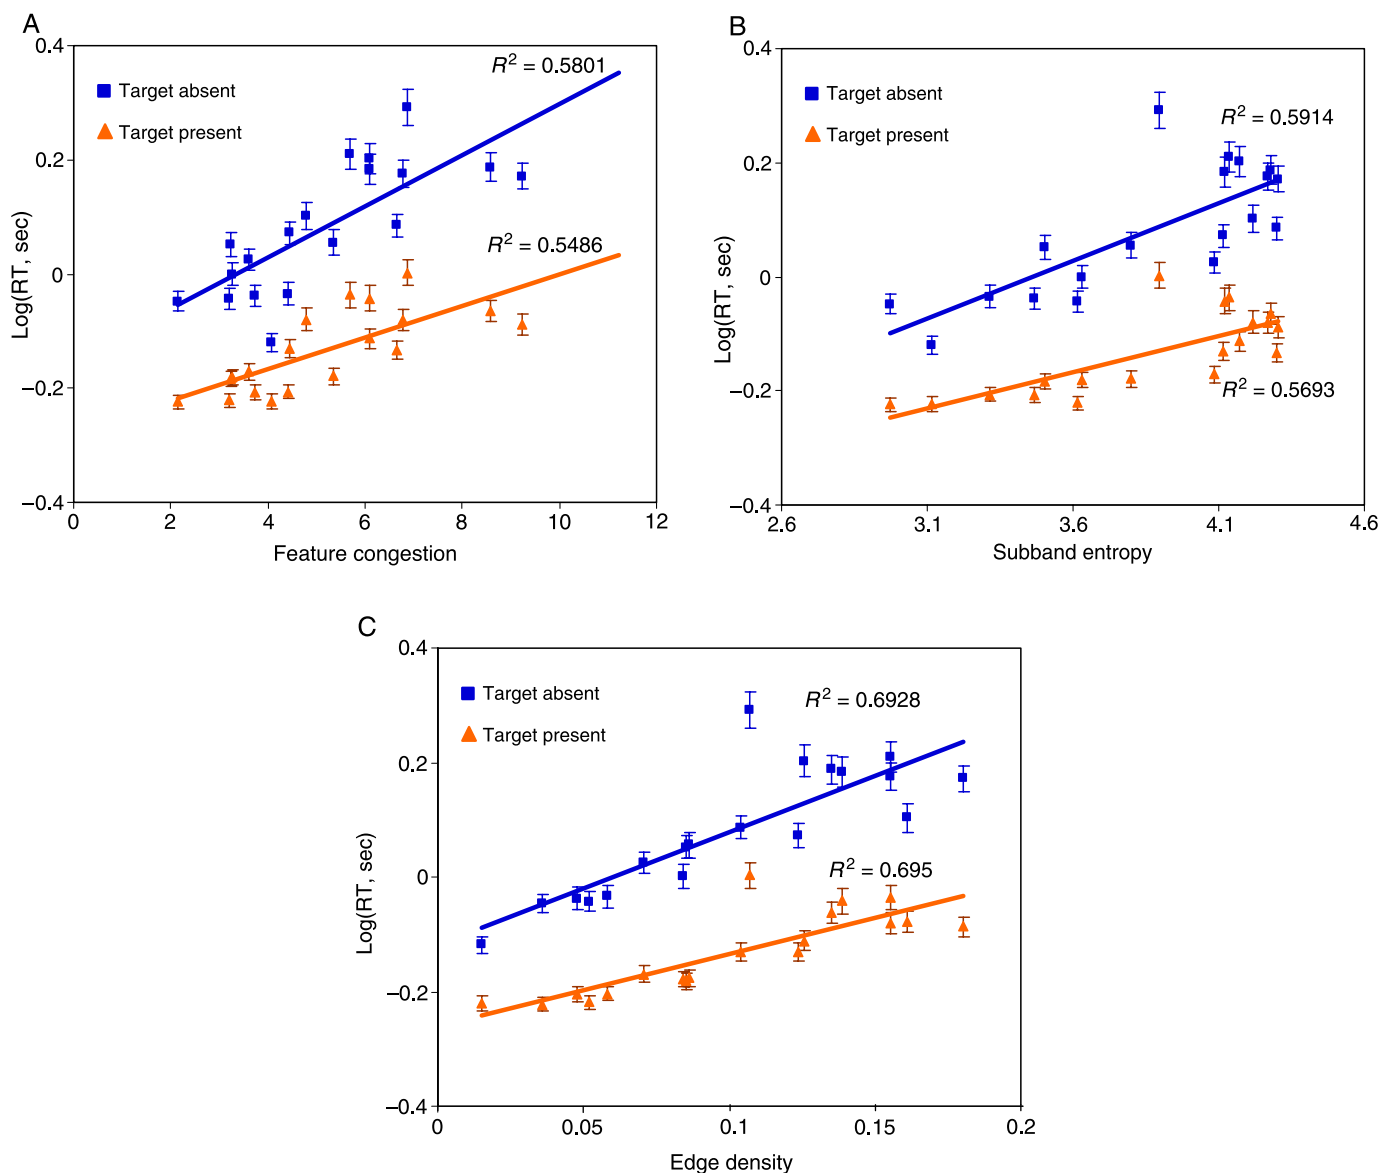 A
0.4
0.2
0
−0.2
−0.4
Log(RT, sec)
Target absent
Target present
R² = 0.5801
R² = 0.5486
0 2 4 6 8 10 12
Feature congestion
B
0.4
0.2
0
−0.2
−0.4
Log(RT, sec)
Target absent
Target present
R² = 0.5914
R² = 0.5693
2.6 3.1 3.6 4.1 4.6
Subband entropy
C
0.4
0.2
0
−0.2
−0.4
Log(RT, sec)
Target absent
Target present
R² = 0.6928
R² = 0.695
0 0.05 0.1 0.15 0.2
Edge density